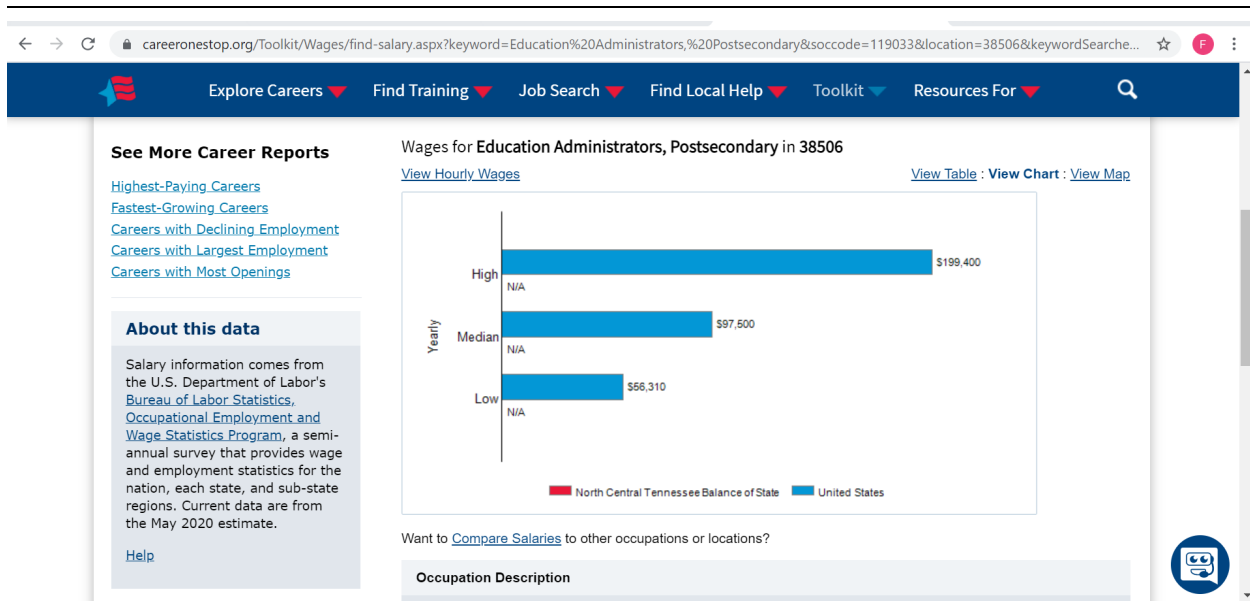 careeronestop.org/Toolkit/Wages/find-salary.aspx?keyword=Education%20Administrators,%20Postsecondary&soccode=119033&location=38506&keywordSearche...
F
Explore Careers Find Training Job Search Find Local Help Toolkit Resources For
See More Career Reports
Highest-Paying Careers
Fastest-Growing Careers
Careers with Declining Employment
Careers with Largest Employment
Careers with Most Openings
About this data
Salary information comes from
the U.S. Department of Labor's
Bureau of Labor Statistics,
Occupational Employment and
Wage Statistics Program, a semi-
annual survey that provides wage
and employment statistics for the
nation, each state, and sub-state
regions. Current data are from
the May 2020 estimate.
Help
Wages for Education Administrators, Postsecondary in 38506
View Hourly Wages
View Table : View Chart : View Map
Yearly
High
$199,400
N/A
Median
$97,500
N/A
Low
$56,310
N/A
North Central Tennessee Balance of State United States
Want to Compare Salaries to other occupations or locations?
Occupation Description